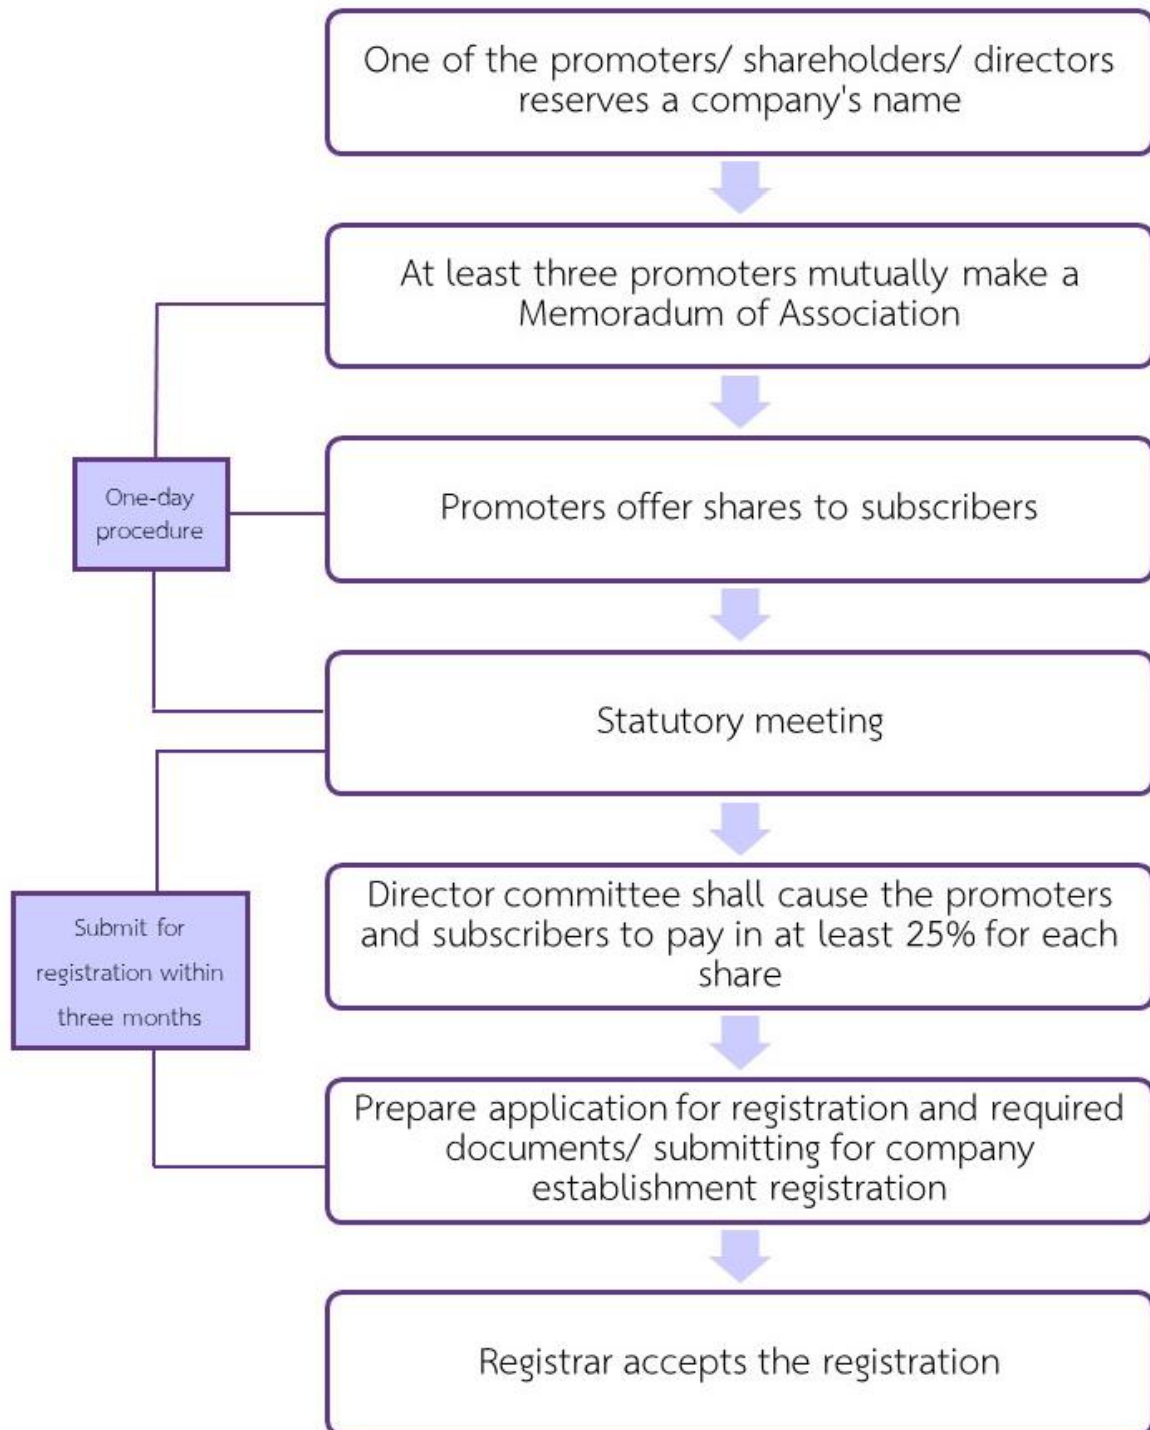 One of the promoters/ shareholders/ directors
reserves a company's name
At least three promoters mutually make a
Memoradum of Association
One-day
procedure
Promoters offer shares to subscribers
Statutory meeting
Director committee shall cause the promoters
and subscribers to pay in at least 25% for each
share
Submit for
registration within
three months
Prepare application for registration and required
documents/ submitting for company
establishment registration
Registrar accepts the registration